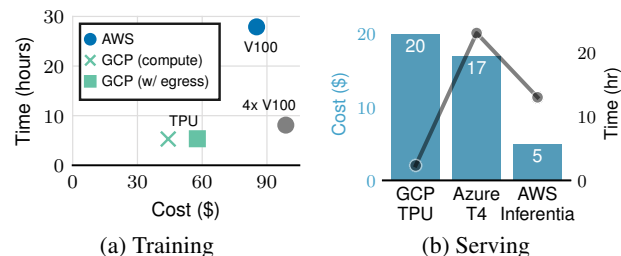 30
20
10
0
Time (hours)
AWS
GCP (compute)
GCP (w/ egress)
V100
4x V100
TPU
0 30 60 90
Cost ($)
(a) Training
20
10
0
Cost ($)
20
17
5
20
10
0
Time (hr)
GCP Azure AWS
TPU T4 Inferentia
(b) Serving